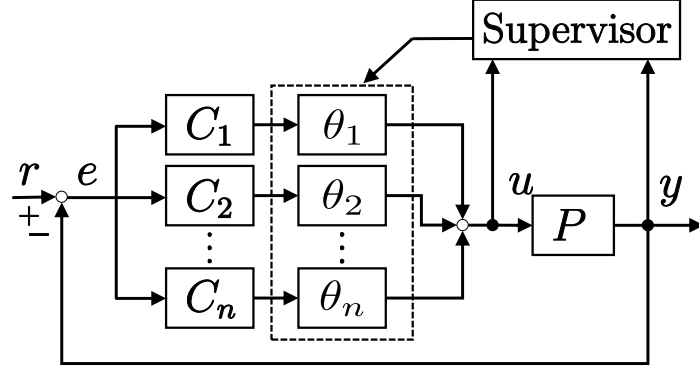 Supervisor
C₁ θ₁
r e C₂ θ₂ u P y
+
−
⋮ ⋮
Cₙ θₙ